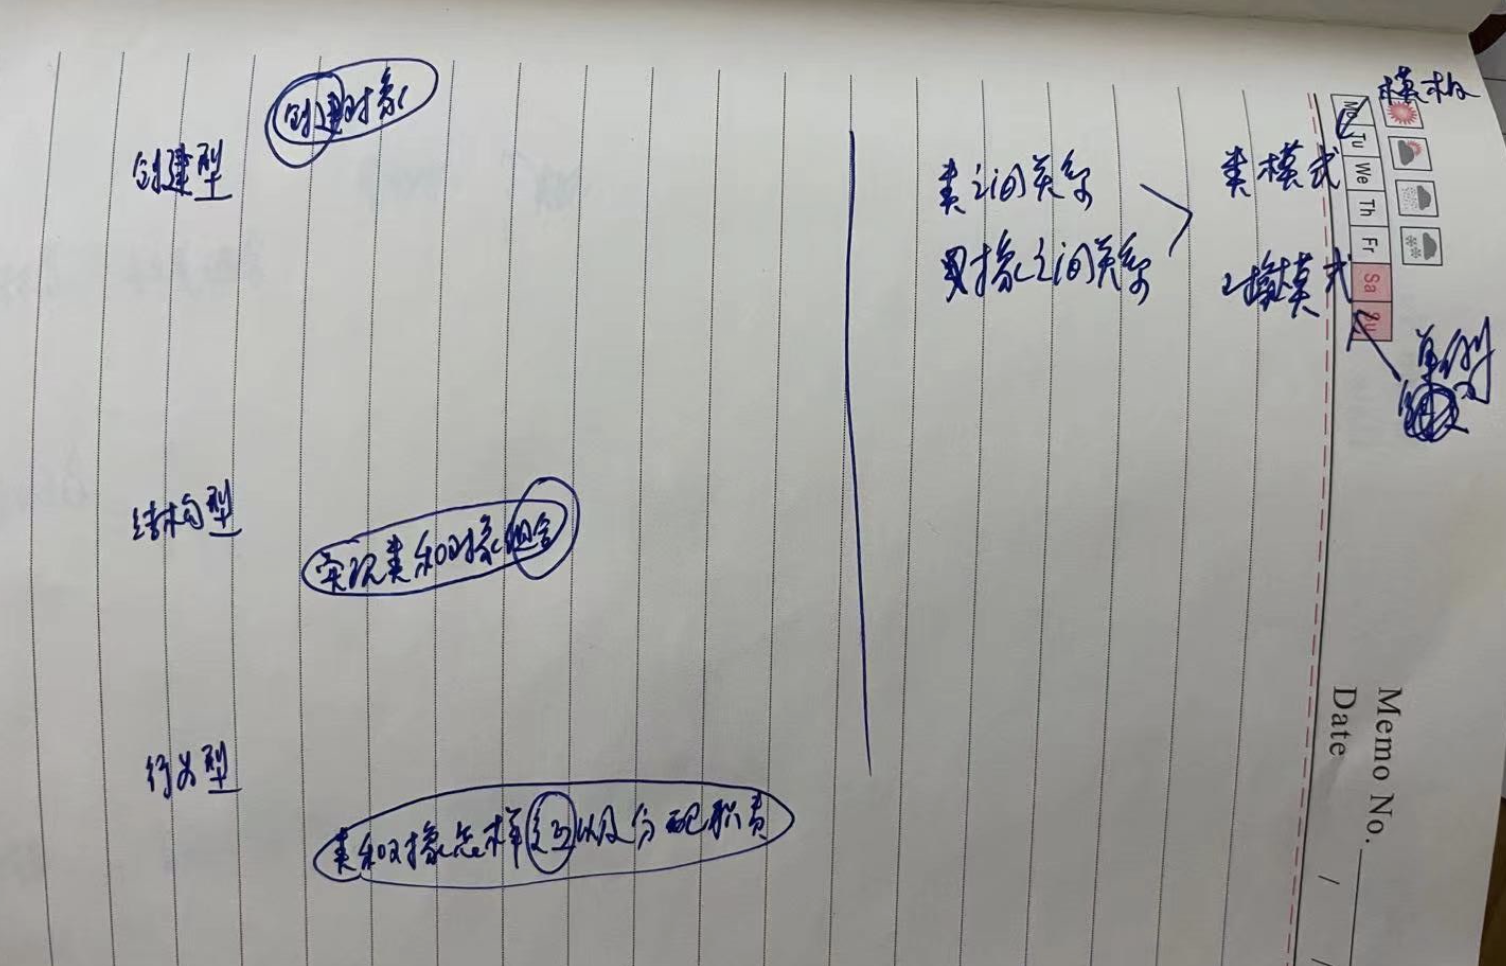 创建对象
创建型
结构型
实现类和对象组合
行为型
类和对象怎样交互以及分配职责
类之间关系
对象之间关系
类模式
对象模式
模板
单例
Mo Tu We Th Fr Sa Su
Memo No.
Date / /